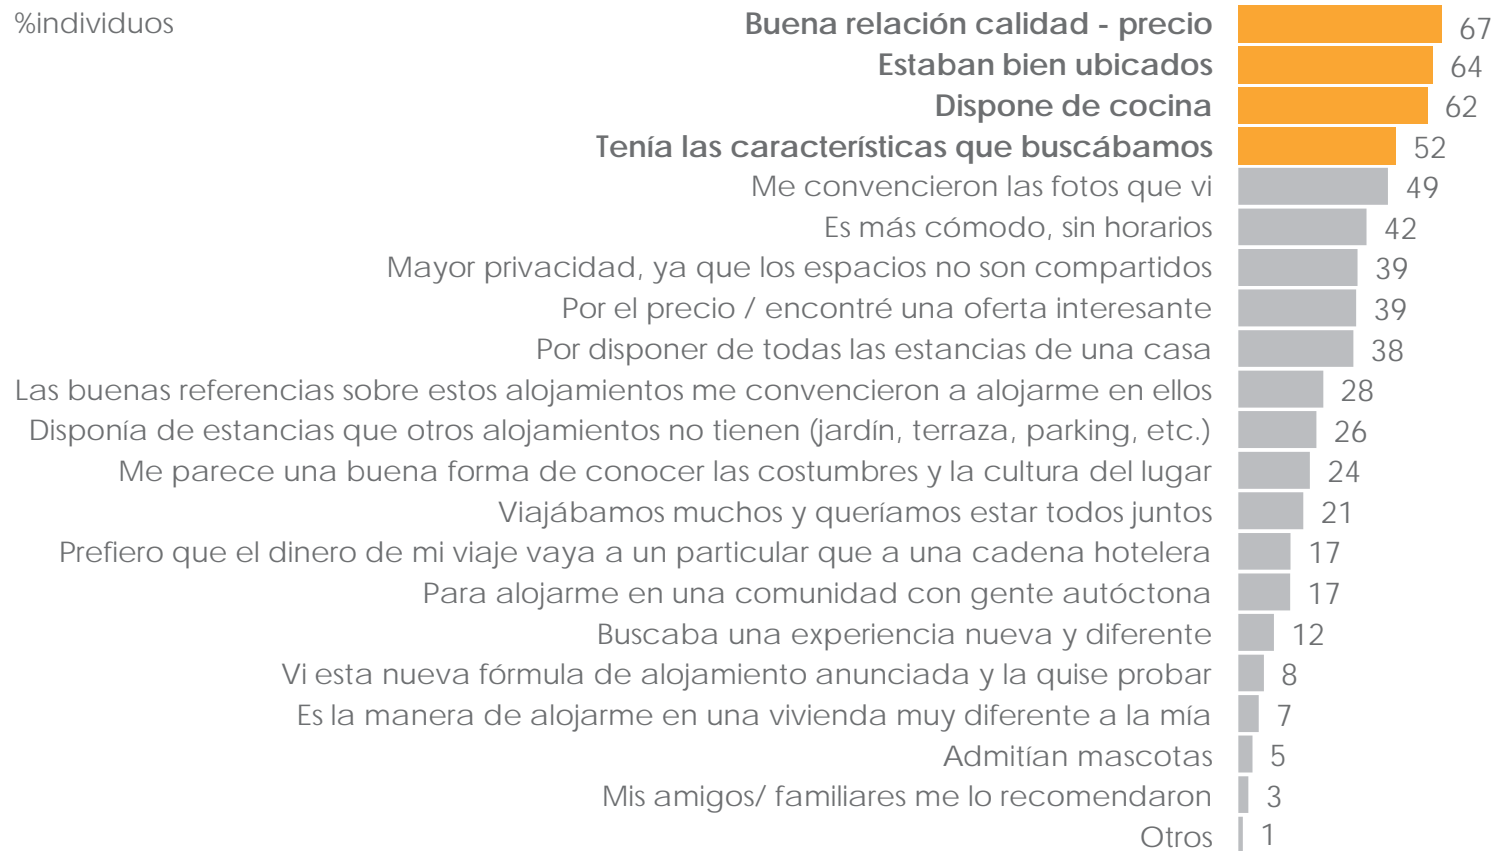 %individuos
Buena relación calidad - precio 67
Estaban bien ubicados 64
Dispone de cocina 62
Tenía las características que buscábamos 52
Me convencieron las fotos que vi 49
Es más cómodo, sin horarios 42
Mayor privacidad, ya que los espacios no son compartidos 39
Por el precio / encontré una oferta interesante 39
Por disponer de todas las estancias de una casa 38
Las buenas referencias sobre estos alojamientos me convencieron a alojarme en ellos 28
Disponía de estancias que otros alojamientos no tienen (jardín, terraza, parking, etc.) 26
Me parece una buena forma de conocer las costumbres y la cultura del lugar 24
Viajábamos muchos y queríamos estar todos juntos 21
Prefiero que el dinero de mi viaje vaya a un particular que a una cadena hotelera 17
Para alojarme en una comunidad con gente autóctona 17
Buscaba una experiencia nueva y diferente 12
Vi esta nueva fórmula de alojamiento anunciada y la quise probar 8
Es la manera de alojarme en una vivienda muy diferente a la mía 7
Admitían mascotas 5
Mis amigos/ familiares me lo recomendaron 3
Otros 1